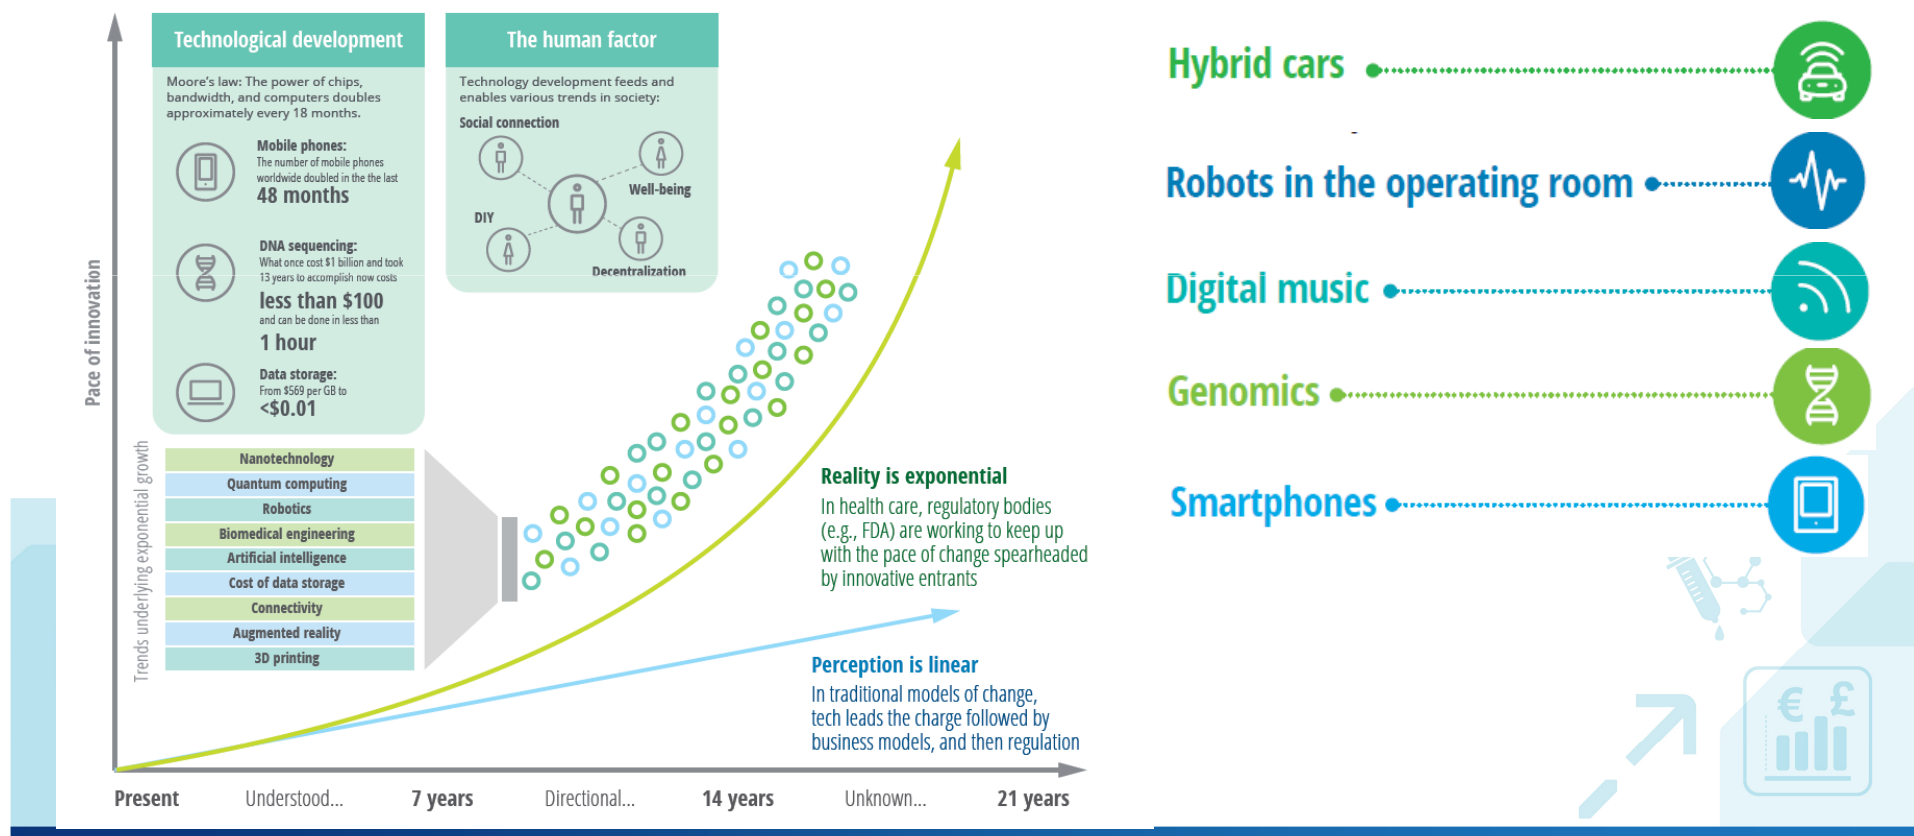 Technological development
Moore's law: The power of chips,
bandwidth, and computers doubles
approximately every 18 months.
Mobile phones:
The number of mobile phones
worldwide doubled in the the last
48 months
DNA sequencing:
What once cost $1 billion and took
13 years to accomplish now costs
less than $100
and can be done in less than
1 hour
Data storage:
From $569 per GB to
<$0.01
The human factor
Technology development feeds and
enables various trends in society:
Social connection
Well-being
DIY
Decentralization
Pace of innovation
Trends underlying exponential growth
Nanotechnology
Quantum computing
Robotics
Biomedical engineering
Artificial intelligence
Cost of data storage
Connectivity
Augmented reality
3D printing
Reality is exponential
In health care, regulatory bodies
(e.g., FDA) are working to keep up
with the pace of change spearheaded
by innovative entrants
Perception is linear
In traditional models of change,
tech leads the charge followed by
business models, and then regulation
Present
Understood...
7 years
Directional...
14 years
Unknown...
21 years
Hybrid cars
Robots in the operating room
Digital music
Genomics
Smartphones
€ £